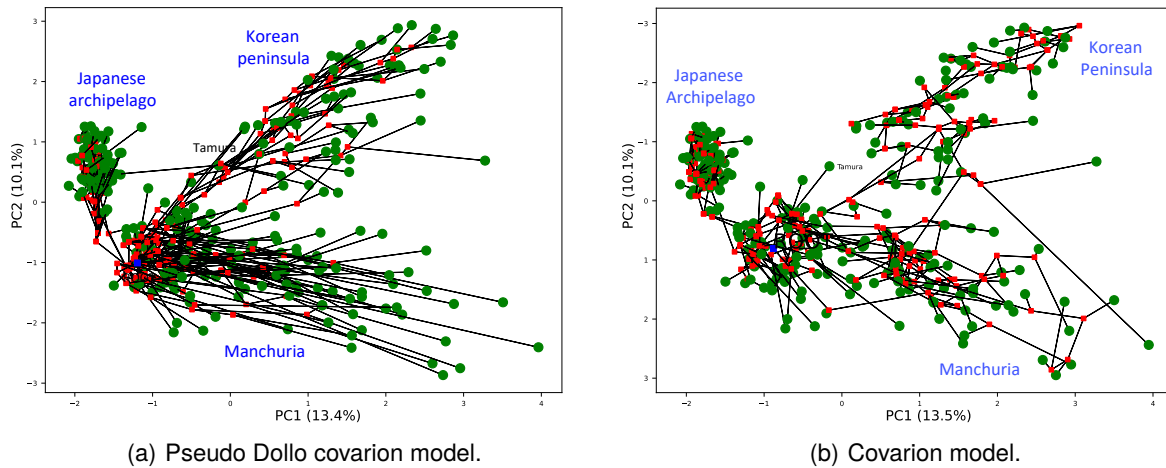 Korean
peninsula
Japanese
archipelago
Tamura
Manchuria
3
2
1
0
−1
−2
−3
PC2 (10.1%)
−2
−1
0
1
2
3
4
PC1 (13.4%)
(a) Pseudo Dollo covarion model.
Korean
Peninsula
Japanese
Archipelago
Tamura
Manchuria
−3
−2
−1
0
1
2
3
PC2 (10.1%)
−2
−1
0
1
2
3
4
PC1 (13.5%)
(b) Covarion model.